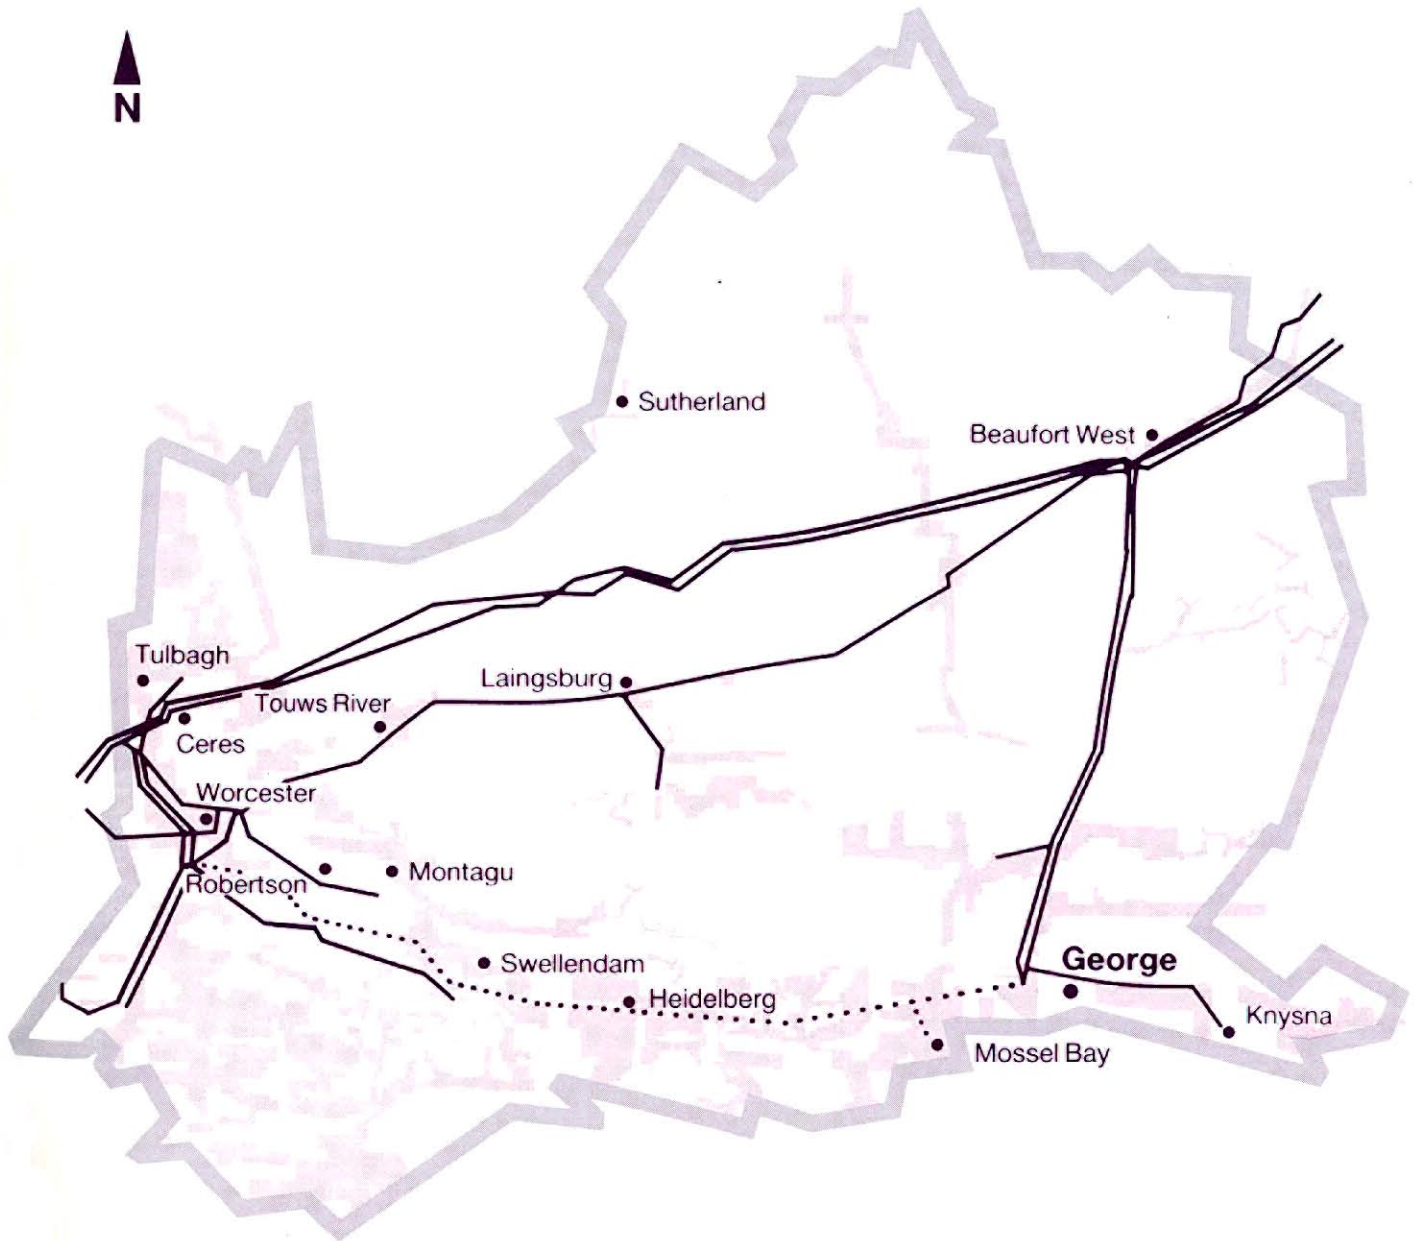 N
Sutherland
Beaufort West
Tulbagh
Laingsburg
Touws River
Ceres
Worcester
Montagu
Robertson
George
Swellendam
Heidelberg
Knysna
Mossel Bay